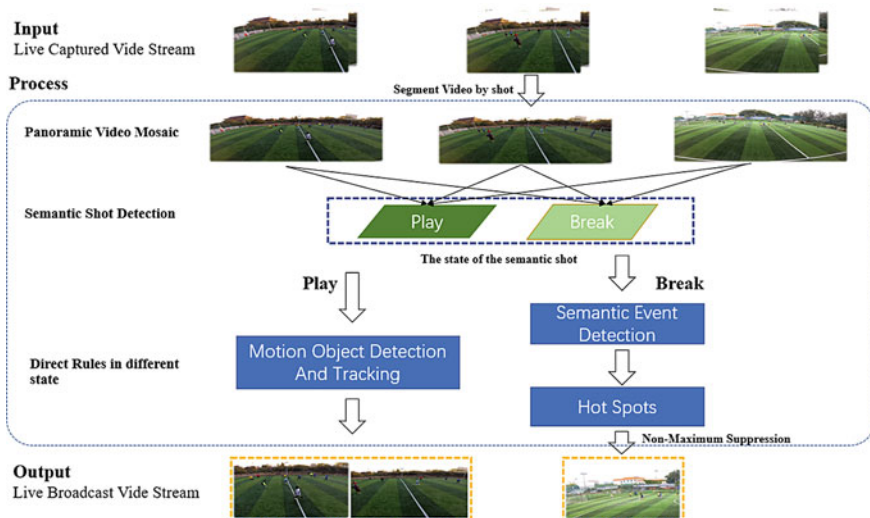 Input
Live Captured Vide Stream
Process
Segment Video by shot
Panoramic Video Mosaic
Semantic Shot Detection
Play
Break
The state of the semantic shot
Play
Break
Semantic Event
Detection
Motion Object Detection
And Tracking
Direct Rules in different
state
Hot Spots
Non-Maximum Suppression
Output
Live Broadcast Vide Stream